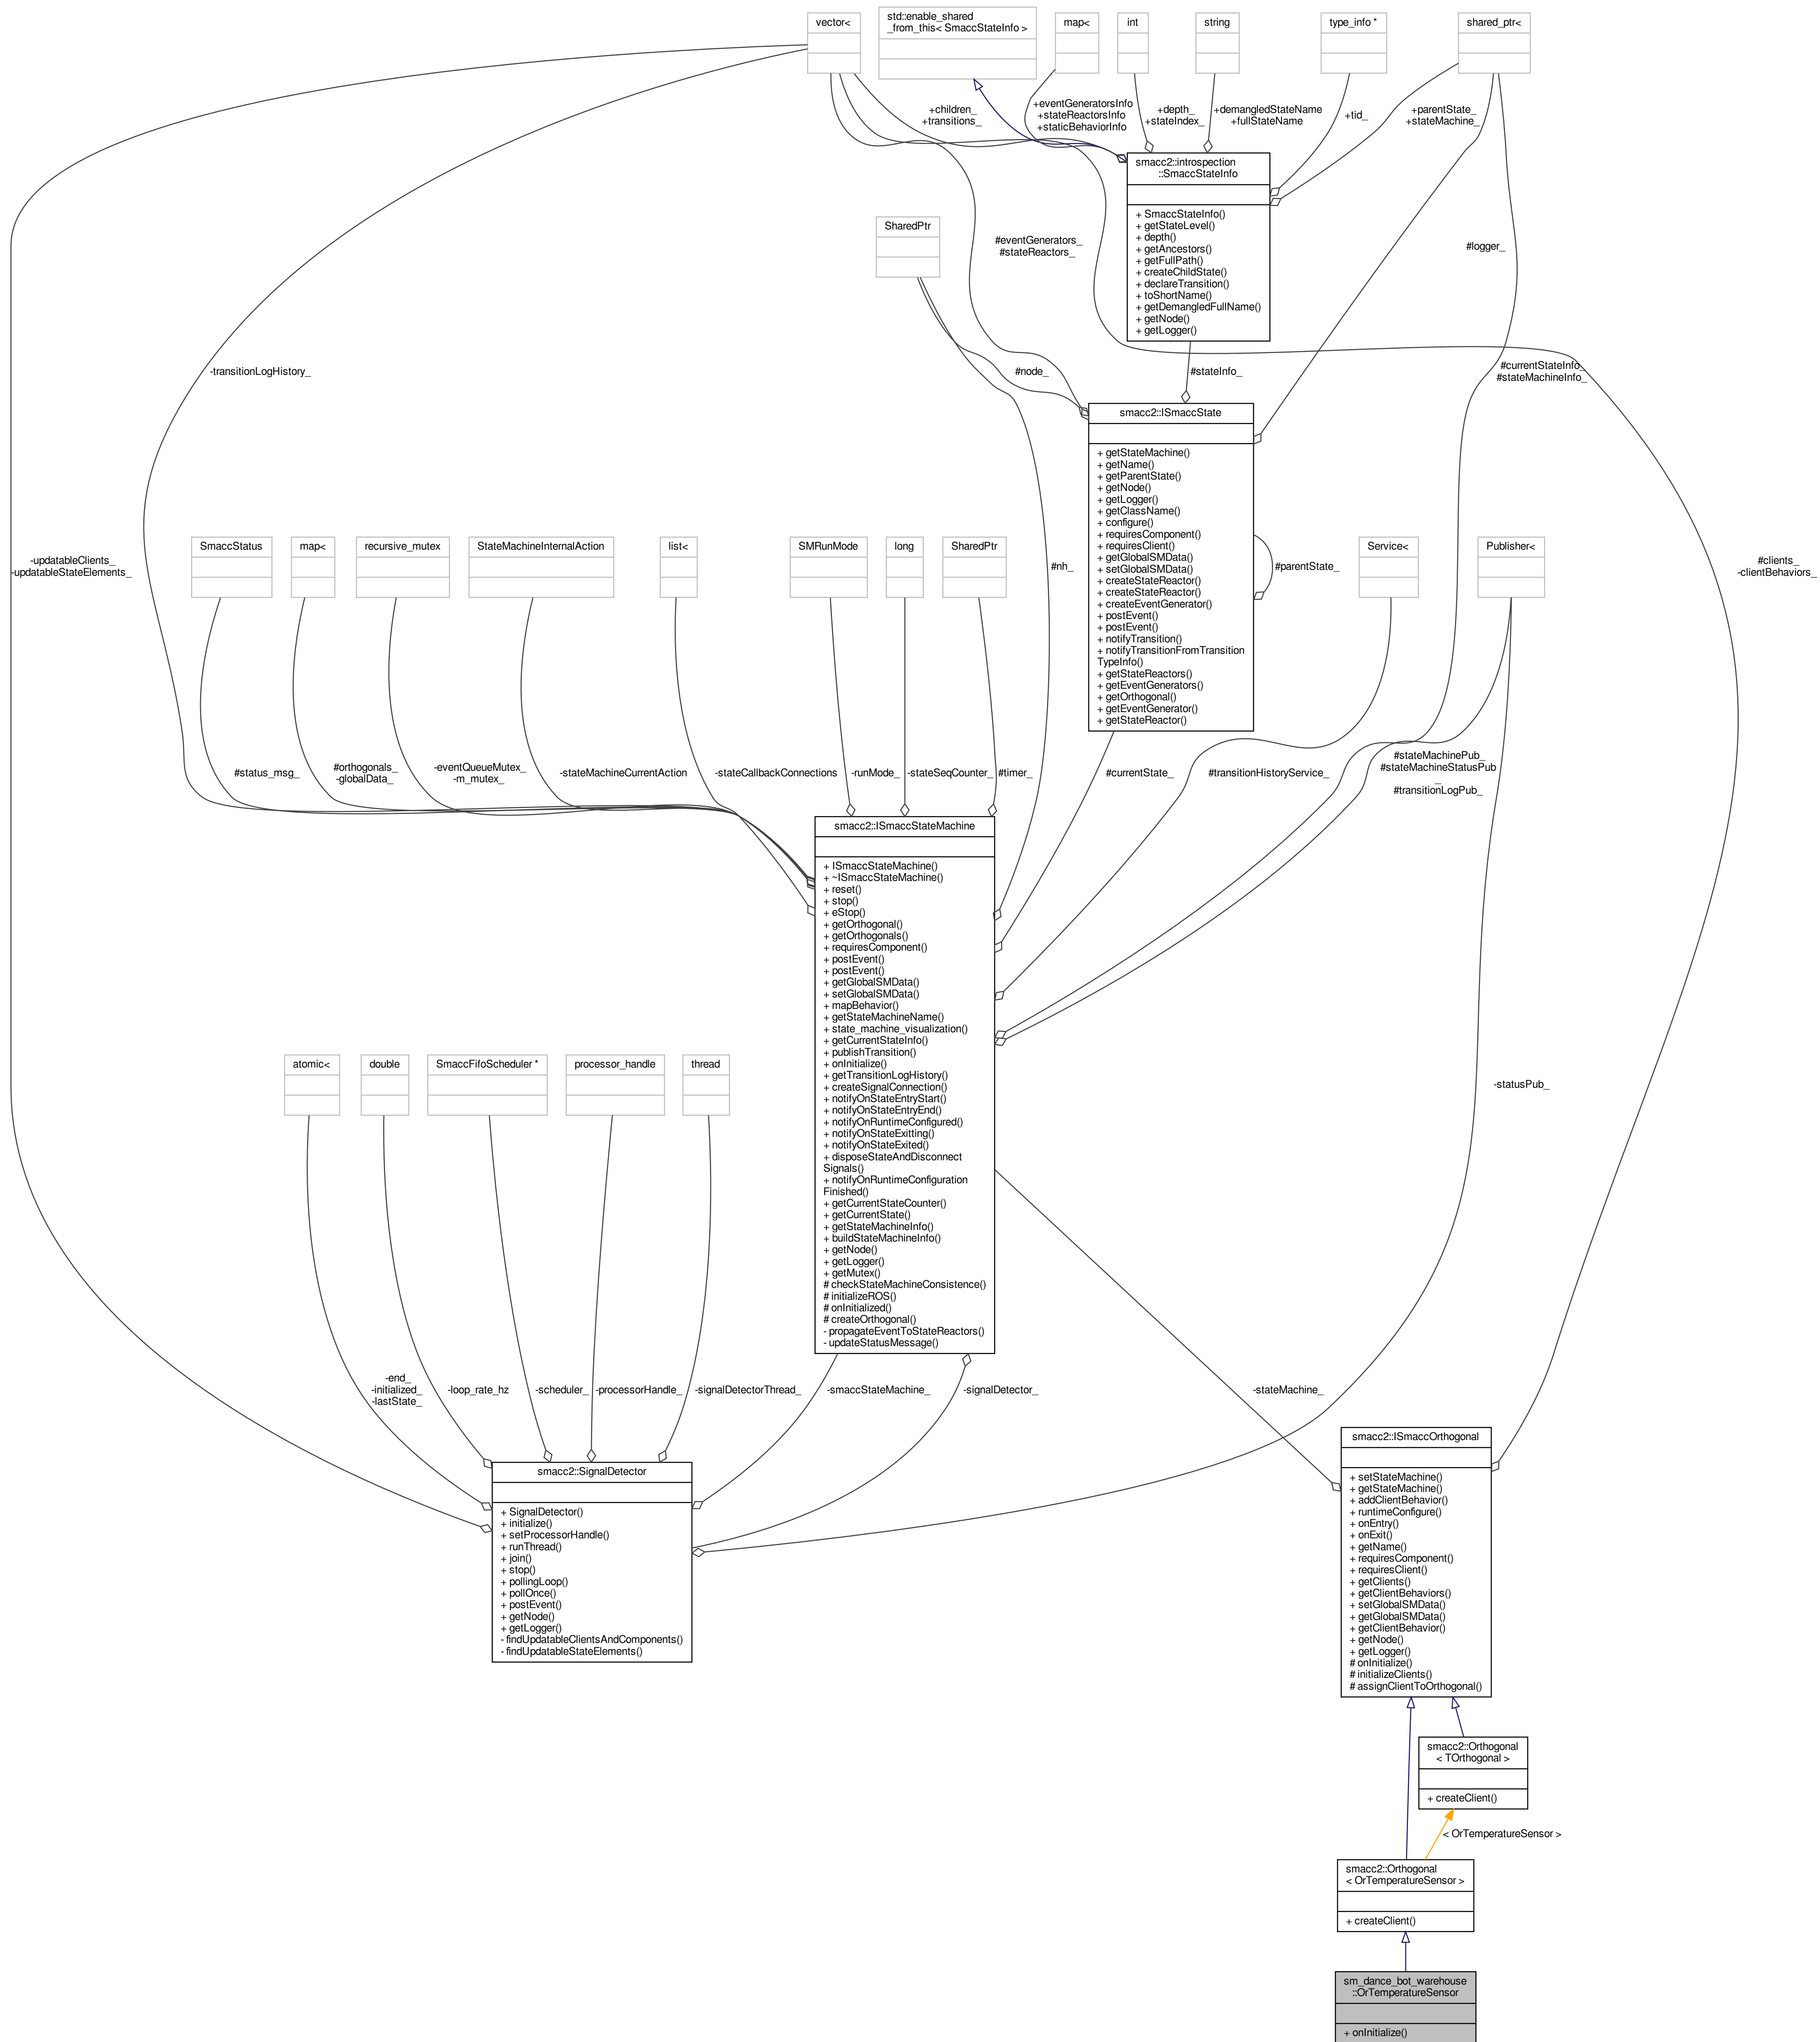 vector<
std::enable_shared
_from_this< SmaccStateInfo >
map<
int
string
type_info *
shared_ptr<
+children_
+transitions_
+eventGeneratorsInfo
+stateReactorsInfo
+staticBehaviorInfo
+depth_
+stateIndex_
+demangledStateName
+fullStateName
+tid_
+parentState_
+stateMachine_
smacc2::introspection
::SmaccStateInfo
+ SmaccStateInfo()
+ getStateLevel()
+ depth()
+ getAncestors()
+ getFullPath()
+ createChildState()
+ declareTransition()
+ toShortName()
+ getDemangledFullName()
+ getNode()
+ getLogger()
SharedPtr
#eventGenerators_
#stateReactors_
#logger_
-transitionLogHistory_
#node_
#stateInfo_
#currentStateInfo_
#stateMachineInfo_
smacc2::ISmaccState
+ getStateMachine()
+ getName()
+ getParentState()
+ getNode()
+ getLogger()
+ getClassName()
+ configure()
+ requiresComponent()
+ requiresClient()
+ getGlobalSMData()
+ setGlobalSMData()
+ createStateReactor()
+ createStateReactor()
+ createEventGenerator()
+ postEvent()
+ postEvent()
+ notifyTransition()
+ notifyTransitionFromTransition
TypeInfo()
+ getStateReactors()
+ getEventGenerators()
+ getOrthogonal()
+ getEventGenerator()
+ getStateReactor()
#parentState_
-updatableClients_
-updatableStateElements_
SmaccStatus
map<
recursive_mutex
StateMachineInternalAction
list<
SMRunMode
long
SharedPtr
#nh_
Service<
Publisher<
#clients_
-clientBehaviors_
#status_msg_
#orthogonals_
-globalData_
-eventQueueMutex_
-m_mutex_
-stateMachineCurrentAction
-stateCallbackConnections
-runMode_
-stateSeqCounter_
#timer_
#currentState_
#transitionHistoryService_
#stateMachinePub_
#stateMachineStatusPub
_
#transitionLogPub_
smacc2::ISmaccStateMachine
+ ISmaccStateMachine()
+ ~ISmaccStateMachine()
+ reset()
+ stop()
+ eStop()
+ getOrthogonal()
+ getOrthogonals()
+ requiresComponent()
+ postEvent()
+ postEvent()
+ getGlobalSMData()
+ setGlobalSMData()
+ mapBehavior()
+ getStateMachineName()
+ state_machine_visualization()
+ getCurrentStateInfo()
+ publishTransition()
+ onInitialize()
+ getTransitionLogHistory()
+ createSignalConnection()
+ notifyOnStateEntryStart()
+ notifyOnStateEntryEnd()
+ notifyOnRuntimeConfigured()
+ notifyOnStateExitting()
+ notifyOnStateExited()
+ disposeStateAndDisconnect
Signals()
+ notifyOnRuntimeConfiguration
Finished()
+ getCurrentStateCounter()
+ getCurrentState()
+ getStateMachineInfo()
+ buildStateMachineInfo()
+ getNode()
+ getLogger()
+ getMutex()
# checkStateMachineConsistence()
# initializeROS()
# onInitialized()
# createOrthogonal()
- propagateEventToStateReactors()
- updateStatusMessage()
atomic<
double
SmaccFifoScheduler *
processor_handle
thread
-statusPub_
-end_
-initialized_
-lastState_
-loop_rate_hz
-scheduler_
-processorHandle_
-signalDetectorThread_
-smaccStateMachine_
-signalDetector_
-stateMachine_
smacc2::SignalDetector
+ SignalDetector()
+ initialize()
+ setProcessorHandle()
+ runThread()
+ join()
+ stop()
+ pollingLoop()
+ pollOnce()
+ postEvent()
+ getNode()
+ getLogger()
- findUpdatableClientsAndComponents()
- findUpdatableStateElements()
smacc2::ISmaccOrthogonal
+ setStateMachine()
+ getStateMachine()
+ addClientBehavior()
+ runtimeConfigure()
+ onEntry()
+ onExit()
+ getName()
+ requiresComponent()
+ requiresClient()
+ getClients()
+ getClientBehaviors()
+ setGlobalSMData()
+ getGlobalSMData()
+ getClientBehavior()
+ getNode()
+ getLogger()
# onInitialize()
# initializeClients()
# assignClientToOrthogonal()
smacc2::Orthogonal
< TOrthogonal >
+ createClient()
< OrTemperatureSensor >
smacc2::Orthogonal
< OrTemperatureSensor >
+ createClient()
sm_dance_bot_warehouse
::OrTemperatureSensor
+ onInitialize()